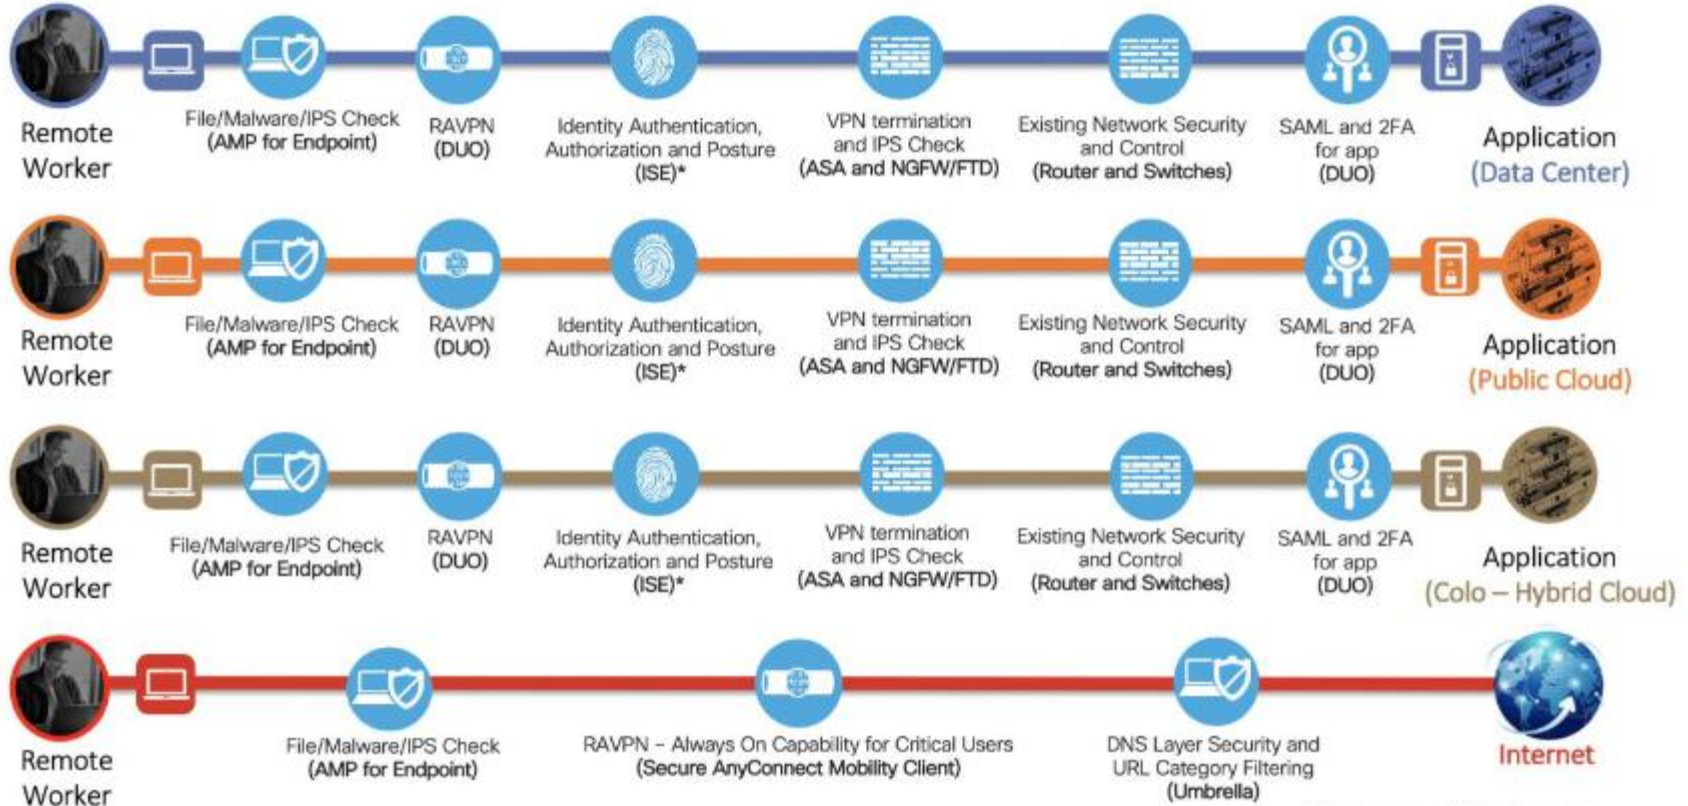 File/Malware/IPS Check
(AMP for Endpoint)
RAVPN
(DUO)
Identity Authentication,
Authorization and Posture
(ISE)*
VPN termination
and IPS Check
(ASA and NGFW/FTD)
Existing Network Security
and Control
(Router and Switches)
SAML and 2FA
for app
(DUO)
Remote
Worker
Application
(Data Center)
File/Malware/IPS Check
(AMP for Endpoint)
RAVPN
(DUO)
Identity Authentication,
Authorization and Posture
(ISE)*
VPN termination
and IPS Check
(ASA and NGFW/FTD)
Existing Network Security
and Control
(Router and Switches)
SAML and 2FA
for app
(DUO)
Remote
Worker
Application
(Public Cloud)
File/Malware/IPS Check
(AMP for Endpoint)
RAVPN
(DUO)
Identity Authentication,
Authorization and Posture
(ISE)*
VPN termination
and IPS Check
(ASA and NGFW/FTD)
Existing Network Security
and Control
(Router and Switches)
SAML and 2FA
for app
(DUO)
Remote
Worker
Application
(Colo – Hybrid Cloud)
Remote
Worker
File/Malware/IPS Check
(AMP for Endpoint)
RAVPN – Always On Capability for Critical Users
(Secure AnyConnect Mobility Client)
DNS Layer Security and
URL Category Filtering
(Umbrella)
Internet